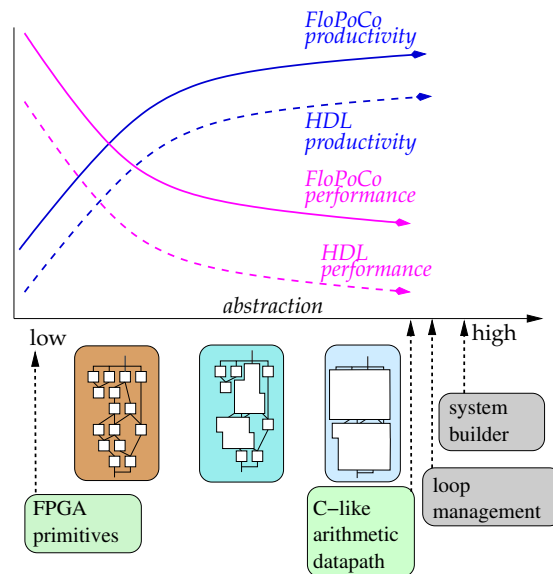 FloPoCo
productivity
HDL
productivity
FloPoCo
performance
HDL
performance
abstraction
low
high
system
builder
FPGA
primitives
C−like
arithmetic
datapath
loop
management